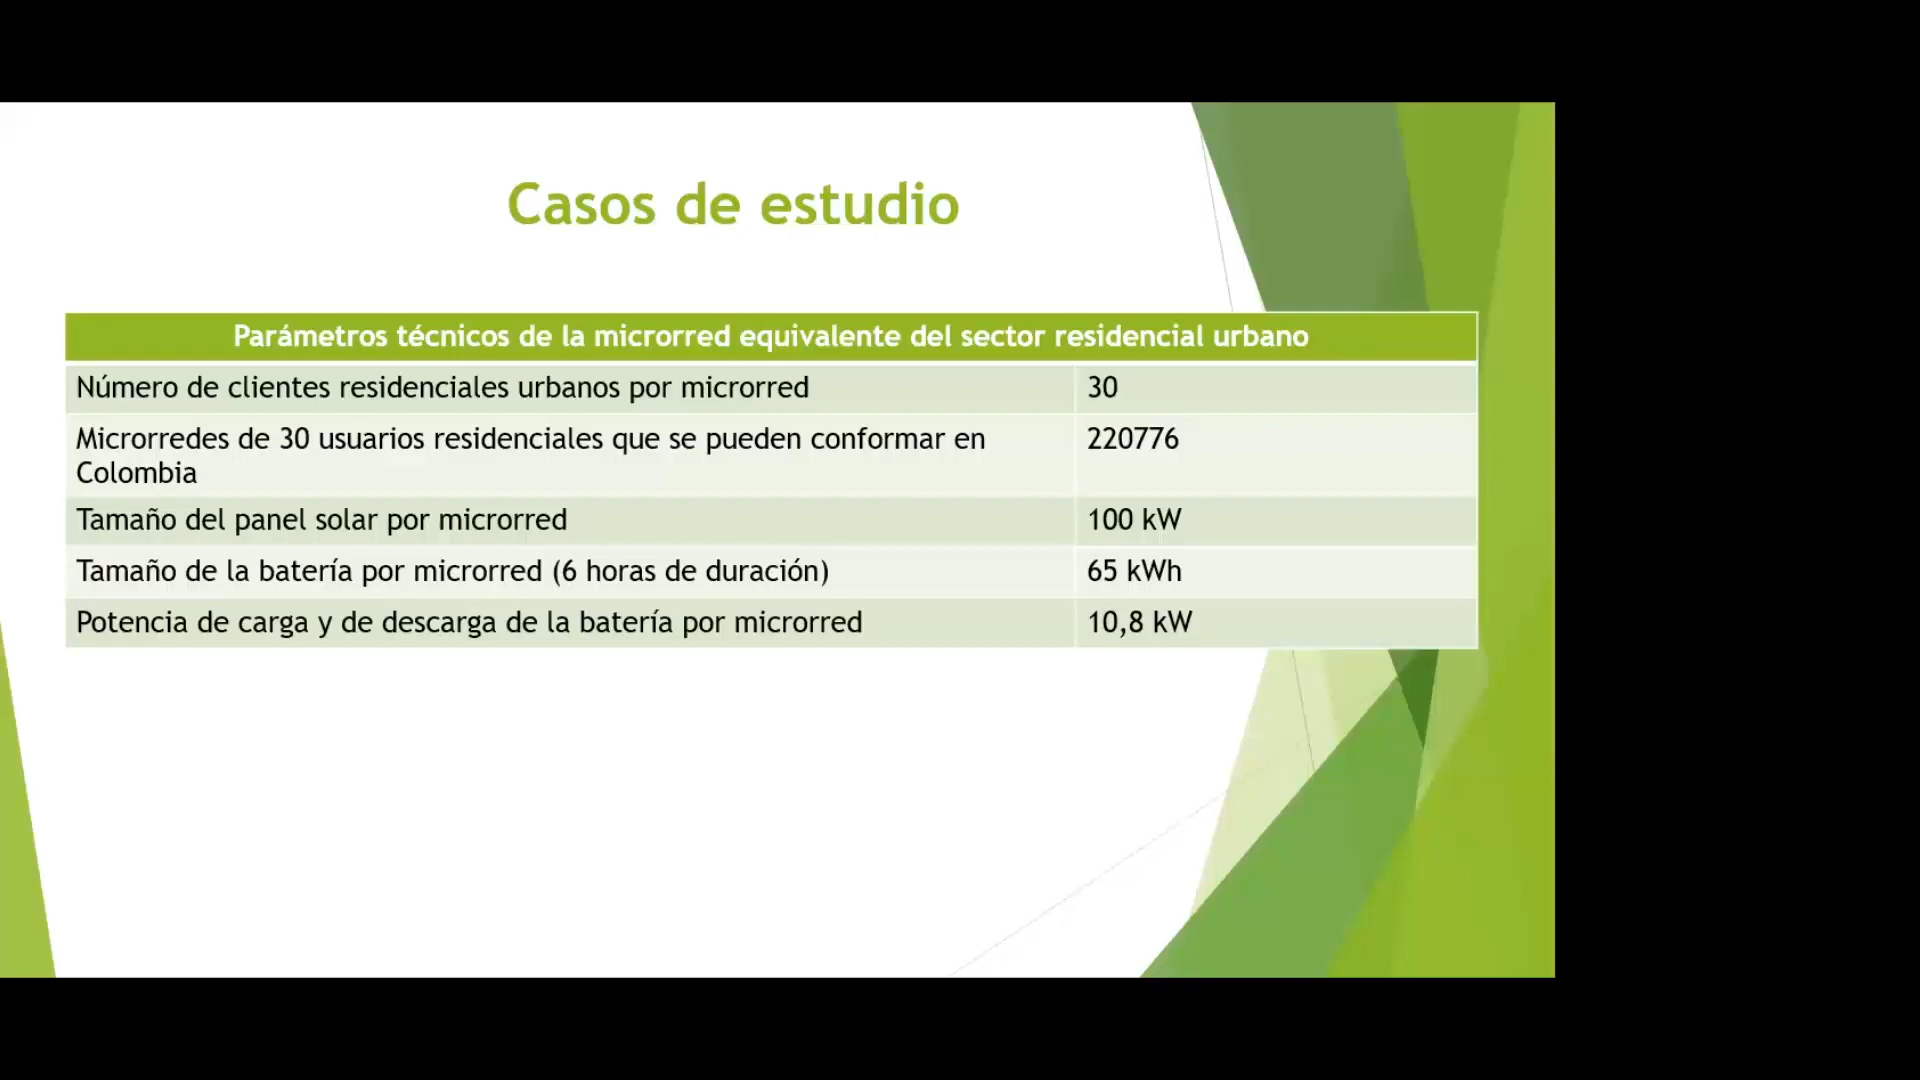 Casos de estudio
Parámetros técnicos de la microrred equivalente del sector residencial urbano
Número de clientes residenciales urbanos por microrred 30
Microrredes de 30 usuarios residenciales que se pueden conformar en 220776
Colombia
Tamaño del panel solar por microrred 100 kW
Tamaño de la batería por microrred (6 horas de duración) 65 kWh
Potencia de carga y de descarga de la batería por microrred 10,8 kW